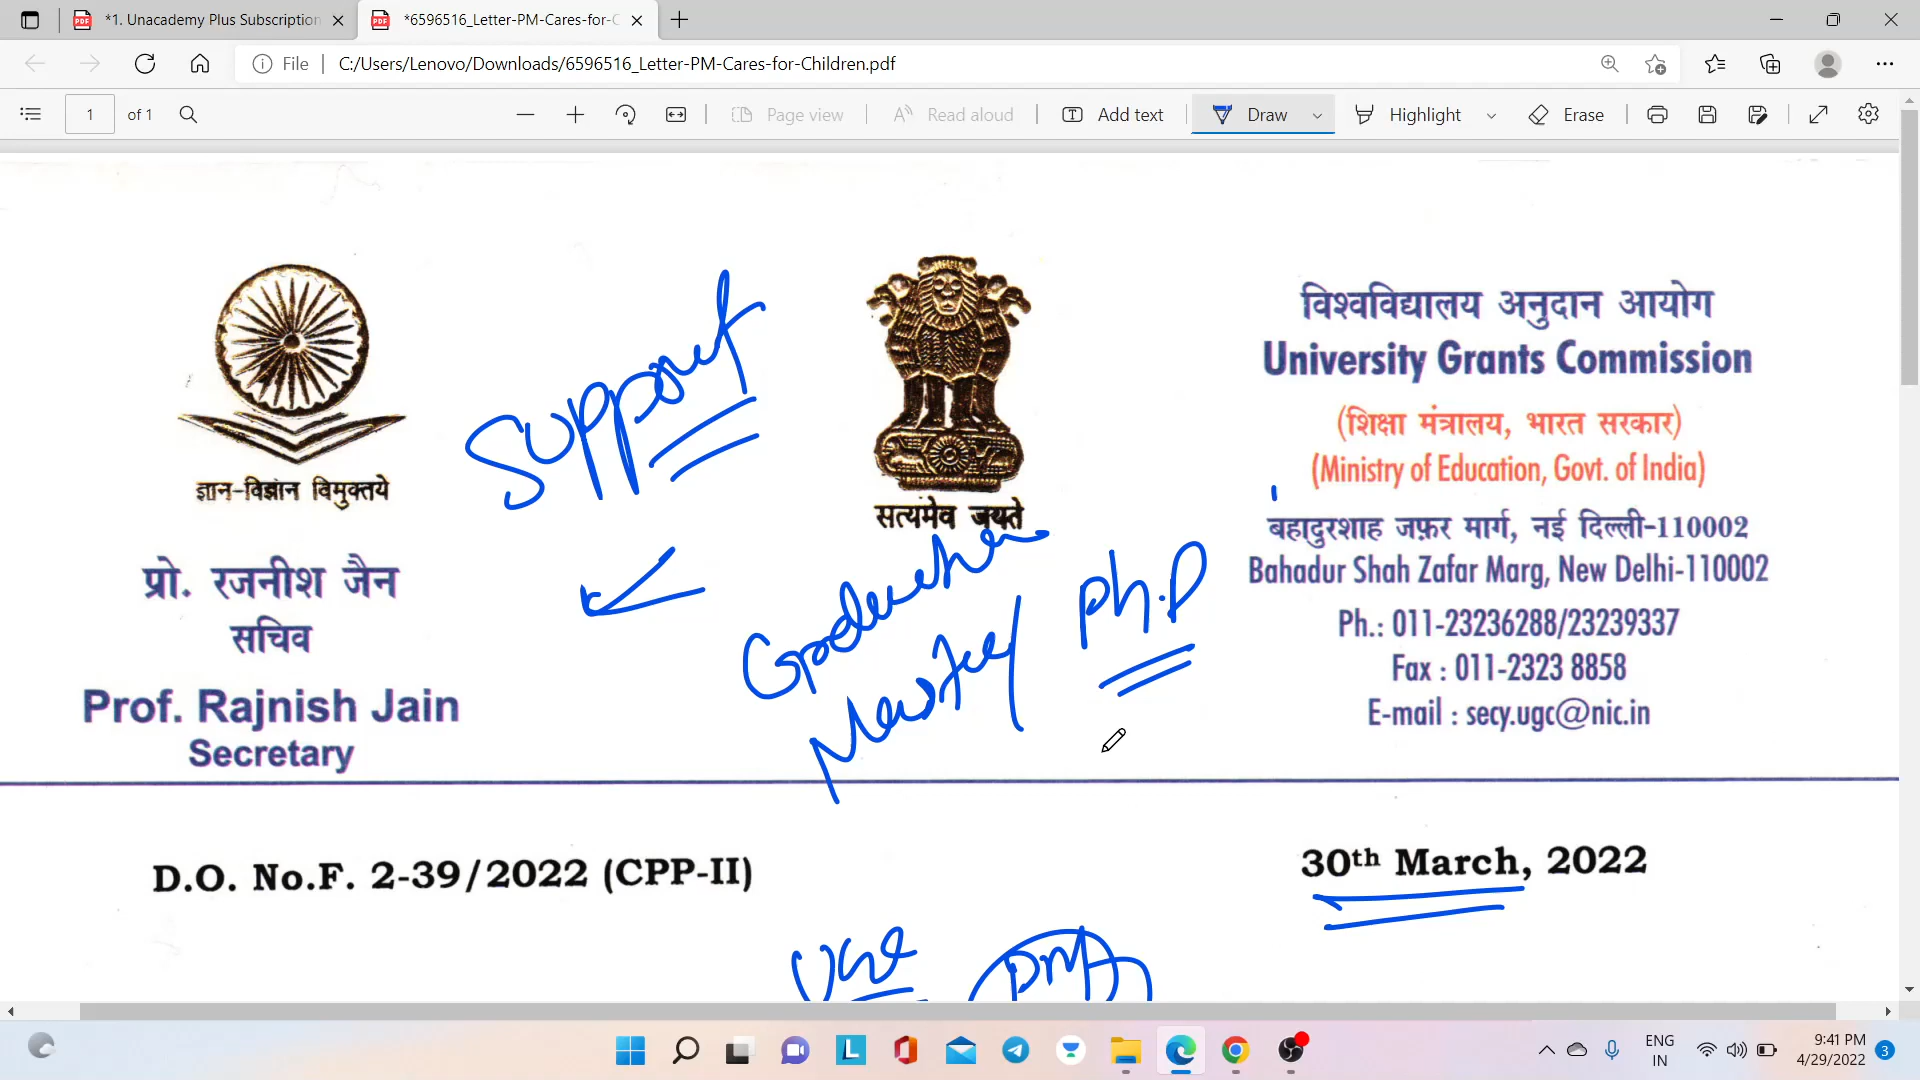 *1. Unacademy Plus Subscription
*6596516_Letter-PM-Cares-for-C
File
C:/Users/Lenovo/Downloads/6596516_Letter-PM-Cares-for-Children.pdf
1 of 1
Page view
Read aloud
Add text
Draw
Highlight
Erase
ज्ञान-विज्ञान विमुक्तये
प्रो. रजनीश जैन
सचिव
Prof. Rajnish Jain
Secretary
Support
सत्यमेव जयते
Ph.D
विश्वविद्यालय अनुदान आयोग
University Grants Commission
(शिक्षा मंत्रालय, भारत सरकार)
(Ministry of Education, Govt. of India)
बहादुरशाह जफ़र मार्ग, नई दिल्ली-110002
Bahadur Shah Zafar Marg, New Delhi-110002
Ph.: 011-23236288/23239337
Fax : 011-2323 8858
E-mail : secy.ugc@nic.in
D.O. No.F. 2-39/2022 (CPP-II)
30th March, 2022
ENG
IN
9:41 PM
4/29/2022
3